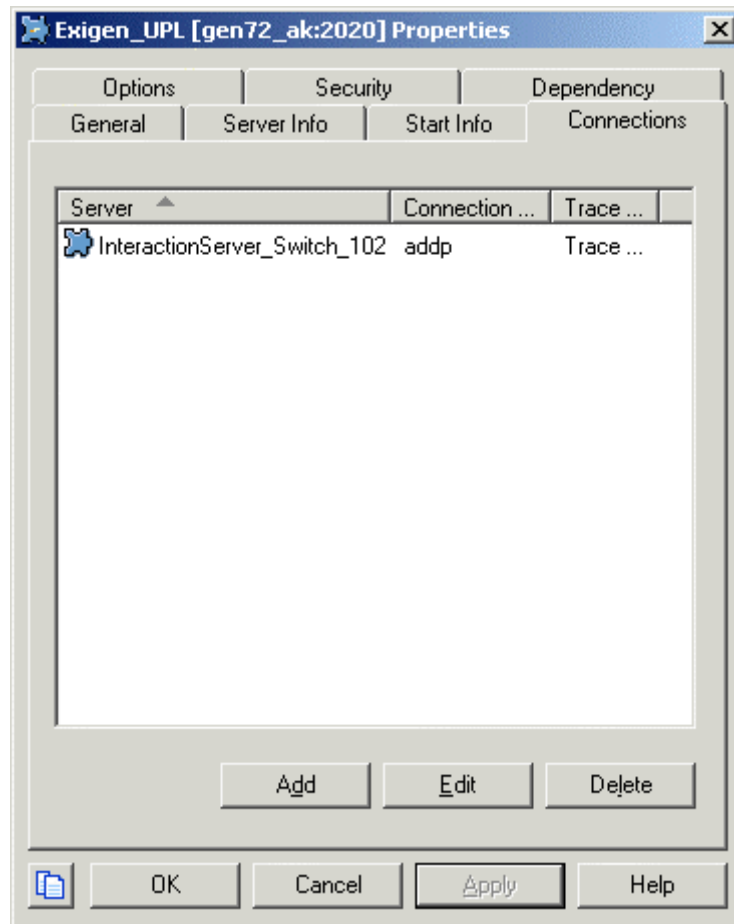 Exigen_UPL [gen72_ak:2020] Properties
Options Security Dependency
General Server Info Start Info Connections
Server Connection ... Trace ...
InteractionServer_Switch_102 addp Trace ...
Add Edit Delete
OK Cancel Apply Help